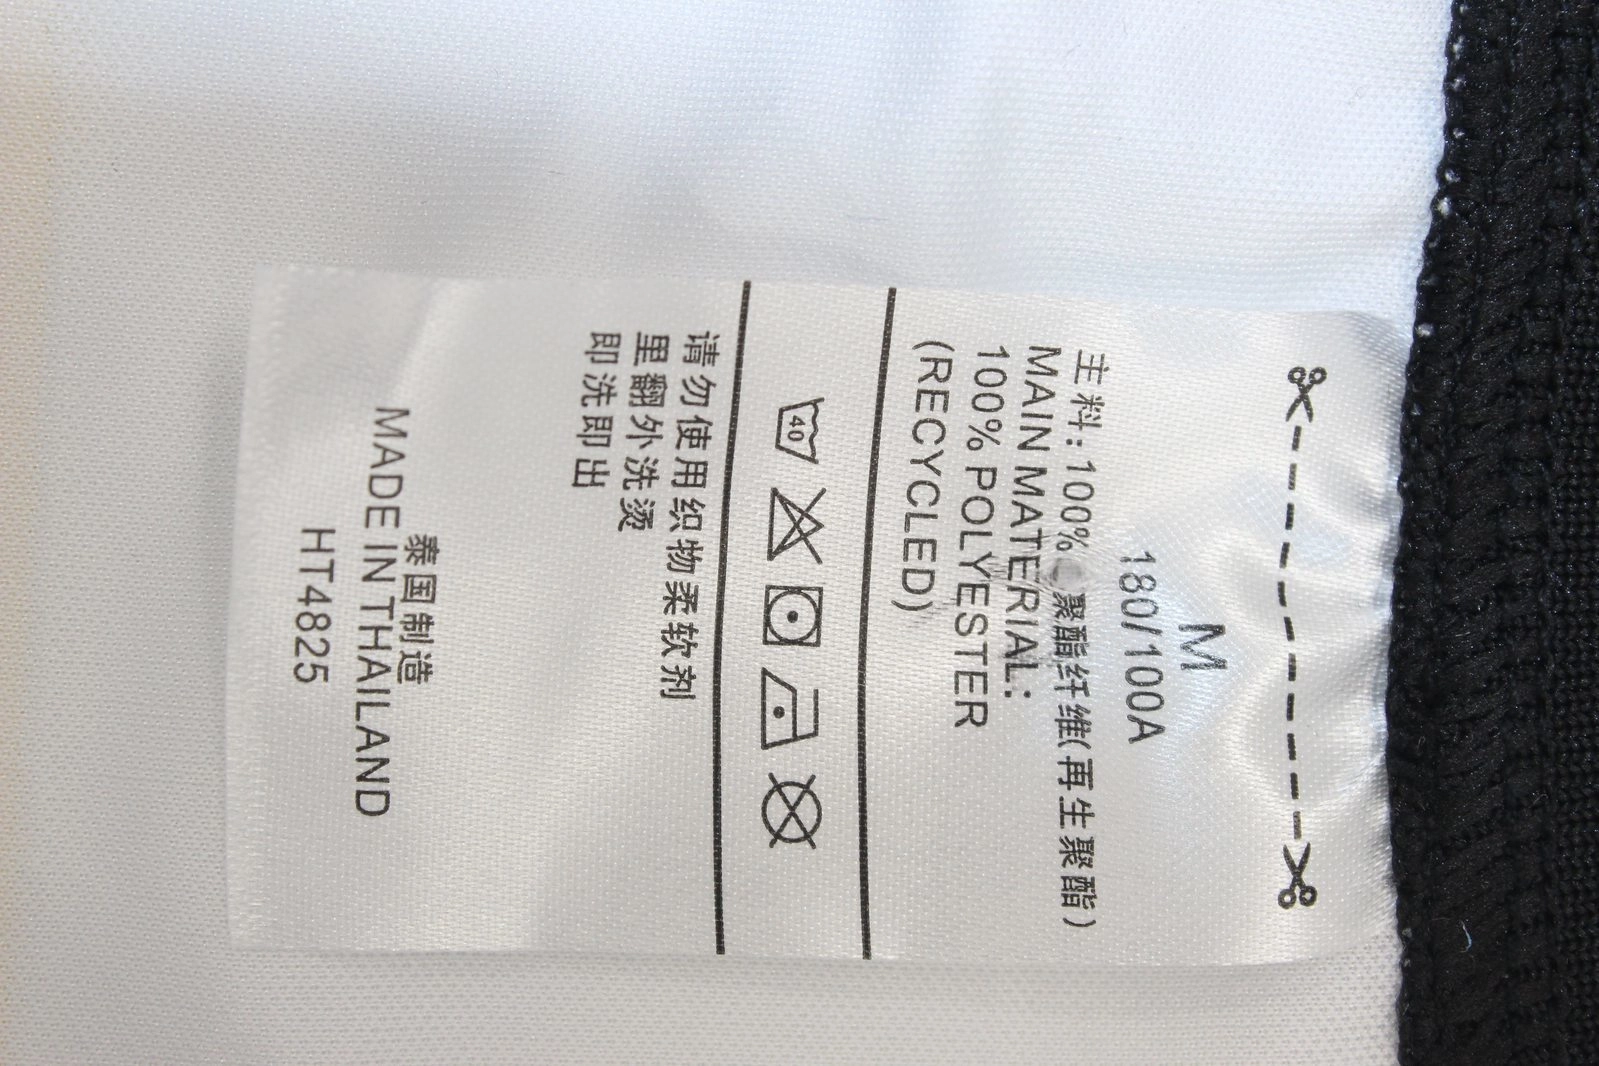 M
180/100A
主料：100% 聚酯纤维(再生聚酯)
MAIN MATERIAL:
100% POLYESTER
(RECYCLED)
40
请勿使用织物柔软剂
里翻外洗烫
即洗即出
泰国制造
MADE IN THAILAND
HT4825